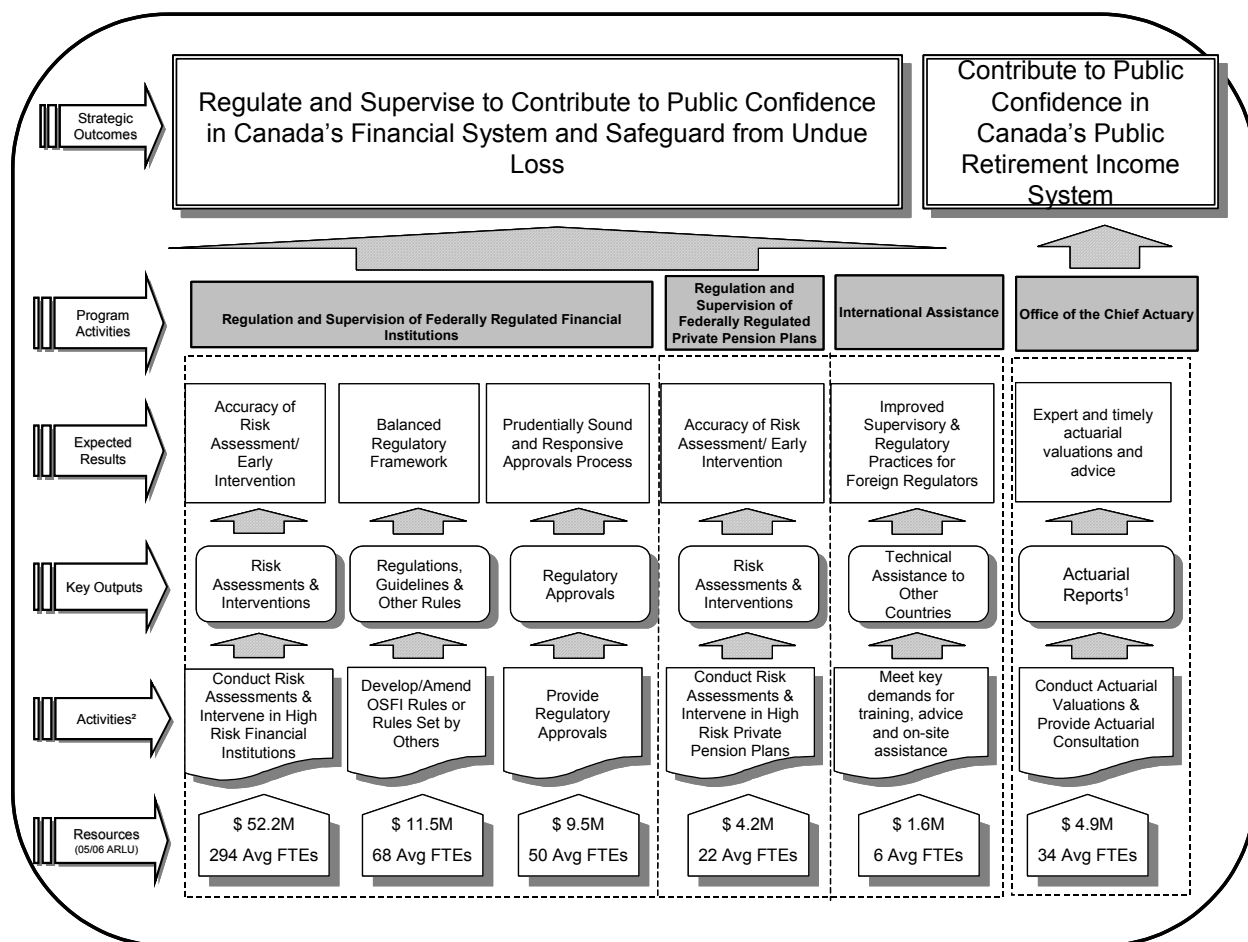 Strategic
Outcomes
Regulate and Supervise to Contribute to Public Confidence
in Canada's Financial System and Safeguard from Undue
Loss
Contribute to Public
Confidence in
Canada's Public
Retirement Income
System
Program
Activities
Regulation and Supervision of Federally Regulated Financial
Institutions
Regulation and
Supervision of
Federally Regulated
Private Pension Plans
International Assistance
Office of the Chief Actuary
Expected
Results
Accuracy of
Risk
Assessment/
Early
Intervention
Balanced
Regulatory
Framework
Prudentially Sound
and Responsive
Approvals Process
Accuracy of Risk
Assessment/ Early
Intervention
Improved
Supervisory &
Regulatory
Practices for
Foreign Regulators
Expert and timely
actuarial
valuations and
advice
Key Outputs
Risk
Assessments &
Interventions
Regulations,
Guidelines &
Other Rules
Regulatory
Approvals
Risk
Assessments &
Interventions
Technical
Assistance to
Other
Countries
Actuarial
Reports¹
Activities²
Conduct Risk
Assessments &
Intervene in High
Risk Financial
Institutions
Develop/Amend
OSFI Rules or
Rules Set by
Others
Provide
Regulatory
Approvals
Conduct Risk
Assessments &
Intervene in High
Risk Private
Pension Plans
Meet key
demands for
training, advice
and on-site
assistance
Conduct Actuarial
Valuations &
Provide Actuarial
Consultation
Resources
(05/06 ARLU)
$ 52.2M
294 Avg FTEs
$ 11.5M
68 Avg FTEs
$ 9.5M
50 Avg FTEs
$ 4.2M
22 Avg FTEs
$ 1.6M
6 Avg FTEs
$ 4.9M
34 Avg FTEs